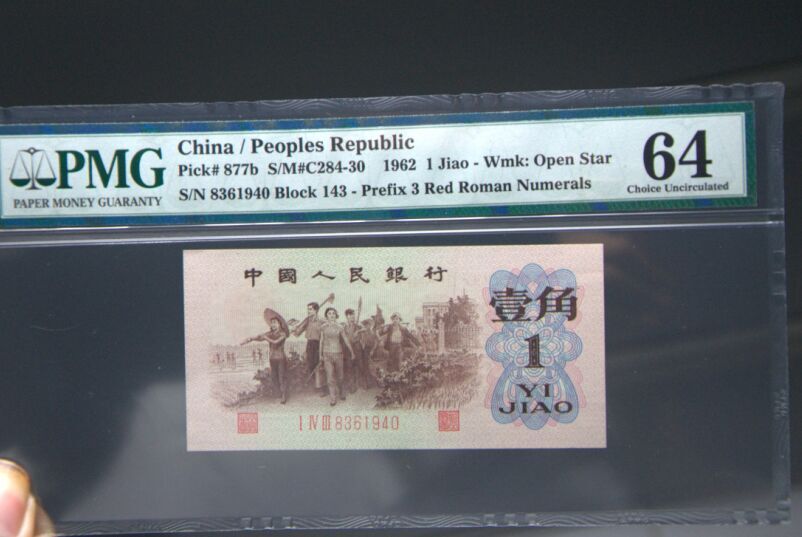 PMG
PAPER MONEY GUARANTY
China / Peoples Republic
Pick# 877b S/M#C284-30 1962 1 Jiao - Wmk: Open Star
S/N 8361940 Block 143 - Prefix 3 Red Roman Numerals
64
Choice Uncirculated
中國人民銀行
壹角
1
YI
JIAO
I IV III 8361940